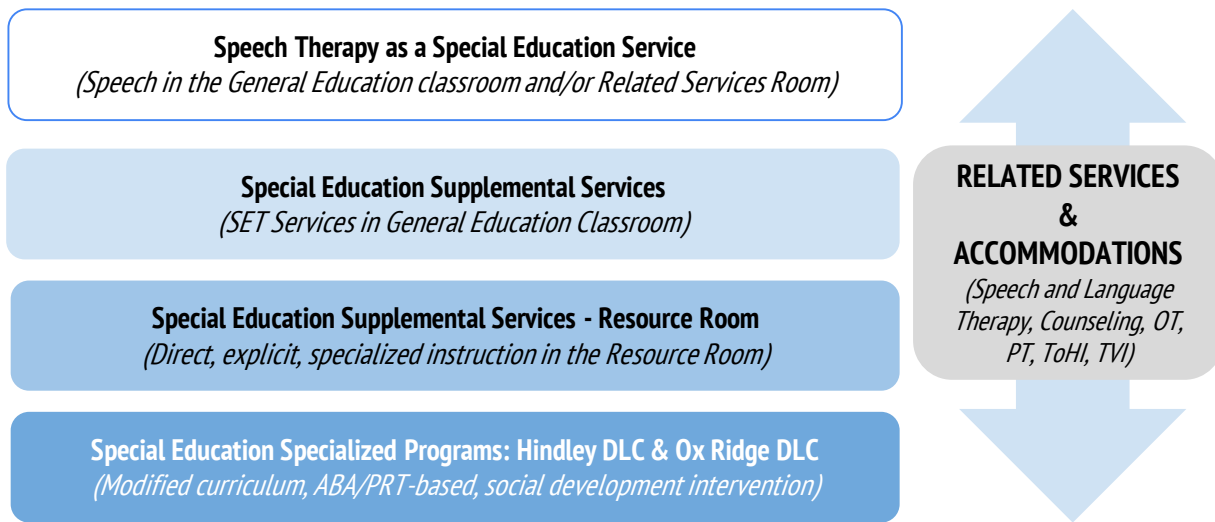 Speech Therapy as a Special Education Service
(Speech in the General Education classroom and/or Related Services Room)
Special Education Supplemental Services
(SET Services in General Education Classroom)
Special Education Supplemental Services - Resource Room
(Direct, explicit, specialized instruction in the Resource Room)
Special Education Specialized Programs: Hindley DLC & Ox Ridge DLC
(Modified curriculum, ABA/PRT-based, social development intervention)
RELATED SERVICES
&
ACCOMMODATIONS
(Speech and Language
Therapy, Counseling, OT,
PT, ToHI, TVI)